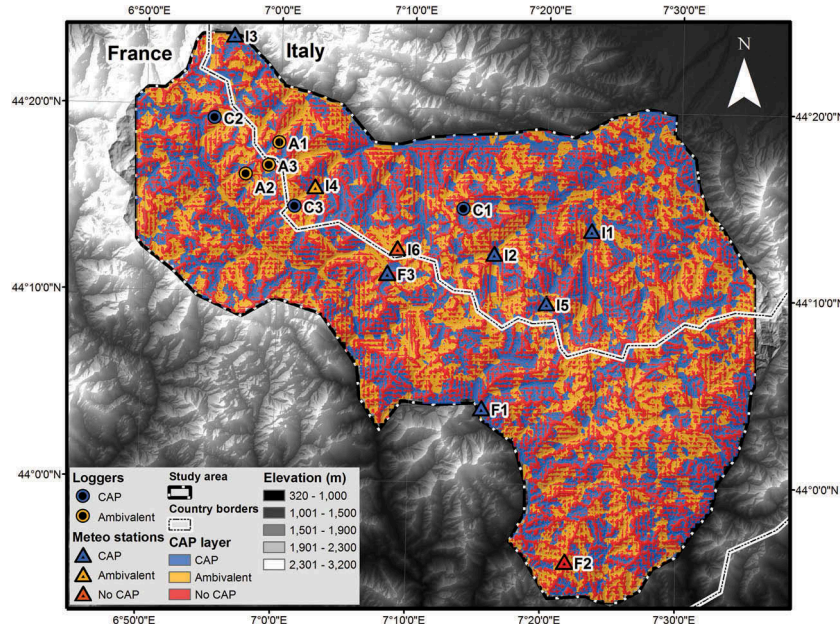 6°50'0"E 7°0'0"E 7°10'0"E 7°20'0"E 7°30'0"E
France Italy
I3
N
44°20'0"N 44°20'0"N
C2
A1
A3
A2
I4
C3
C1
I1
I6
I2
F3
44°10'0"N 44°10'0"N
I5
F1
44°0'0"N 44°0'0"N
Loggers
CAP
Ambivalent
Meteo stations
CAP
Ambivalent
No CAP
Study area
Country borders
CAP layer
CAP
Ambivalent
No CAP
Elevation (m)
320 - 1,000
1,001 - 1,500
1,501 - 1,900
1,901 - 2,300
2,301 - 3,200
F2
6°50'0"E 7°0'0"E 7°10'0"E 7°20'0"E 7°30'0"E